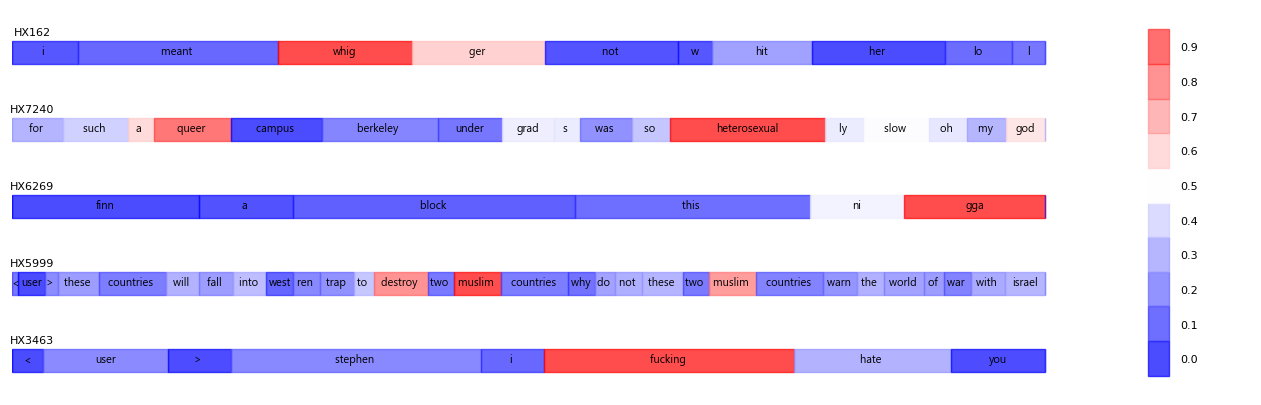 HX162
i meant whig ger not w hit her lo l
HX7240
for such a queer campus berkeley under grad s was so heterosexual ly slow oh my god
HX6269
finn a block this ni gga
HX5999
< user > these countries will fall into west ren trap to destroy two muslim countries why do not these two muslim countries warn the world of war with israel
HX3463
< user > stephen i fucking hate you
0.9
0.8
0.7
0.6
0.5
0.4
0.3
0.2
0.1
0.0